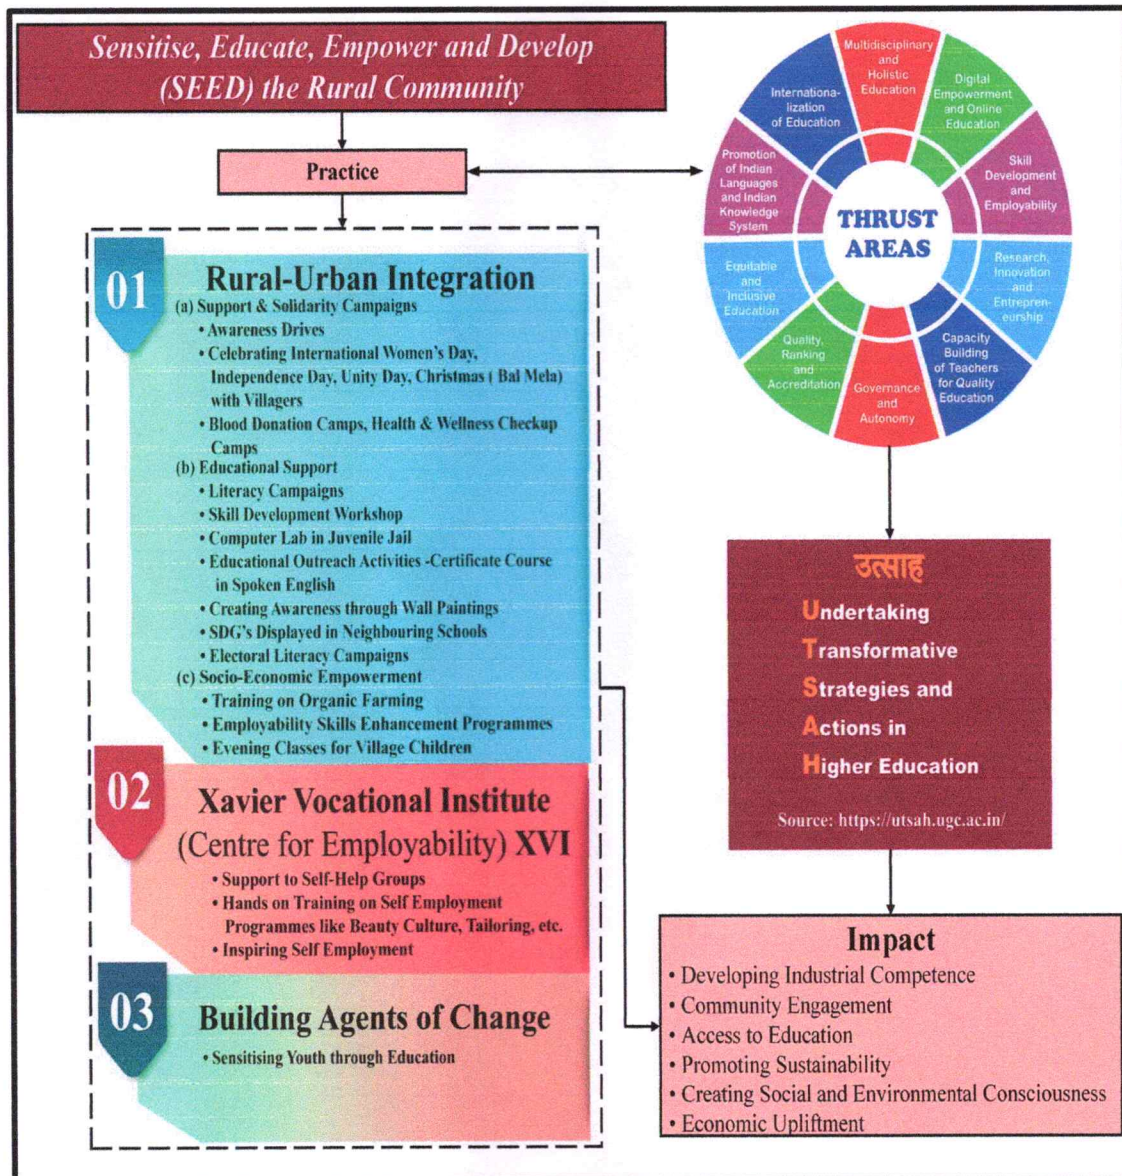 Sensitise, Educate, Empower and Develop
(SEED) the Rural Community
Practice
01
Rural-Urban Integration
(a) Support & Solidarity Campaigns
• Awareness Drives
• Celebrating International Women's Day,
Independence Day, Unity Day, Christmas ( Bal Mela)
with Villagers
• Blood Donation Camps, Health & Wellness Checkup
Camps
(b) Educational Support
• Literacy Campaigns
• Skill Development Workshop
• Computer Lab in Juvenile Jail
• Educational Outreach Activities -Certificate Course
in Spoken English
• Creating Awareness through Wall Paintings
• SDG's Displayed in Neighbouring Schools
• Electoral Literacy Campaigns
(c) Socio-Economic Empowerment
• Training on Organic Farming
• Employability Skills Enhancement Programmes
• Evening Classes for Village Children
02
Xavier Vocational Institute
(Centre for Employability) XVI
• Support to Self-Help Groups
• Hands on Training on Self Employment
Programmes like Beauty Culture, Tailoring, etc.
• Inspiring Self Employment
03
Building Agents of Change
• Sensitising Youth through Education
THRUST
AREAS
Multidisciplinary
and
Holistic
Education
Digital
Empowerment
and Online
Education
Skill
Development
and
Employability
Research,
Innovation
and
Entrepren-
eurship
Capacity
Building
of Teachers
for Quality
Education
Governance
and
Autonomy
Quality,
Ranking
and
Accreditation
Equitable
and
Inclusive
Education
Promotion
of Indian
Languages
and Indian
Knowledge
System
Internationa-
lization
of Education
उत्साह
Undertaking
Transformative
Strategies and
Actions in
Higher Education
Source: https://utsah.ugc.ac.in/
Impact
• Developing Industrial Competence
• Community Engagement
• Access to Education
• Promoting Sustainability
• Creating Social and Environmental Consciousness
• Economic Upliftment